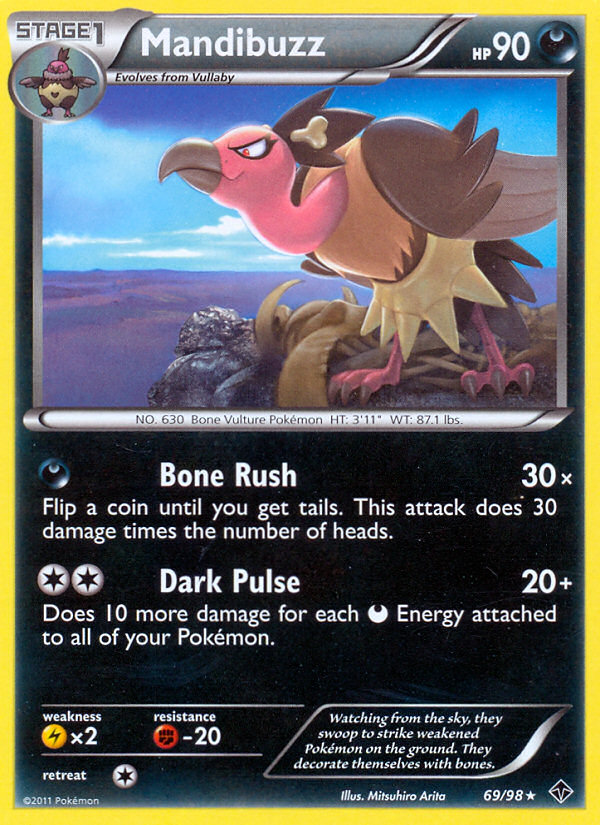 STAGE1
Mandibuzz
HP 90
Evolves from Vullaby
NO. 630 Bone Vulture Pokémon HT: 3'11" WT: 87.1 lbs.
Bone Rush 30×
Flip a coin until you get tails. This attack does 30
damage times the number of heads.
Dark Pulse 20+
Does 10 more damage for each Energy attached
to all of your Pokémon.
weakness resistance
×2 -20
retreat
Watching from the sky, they
swoop to strike weakened
Pokémon on the ground. They
decorate themselves with bones.
©2011 Pokémon Illus. Mitsuhiro Arita 69/98★